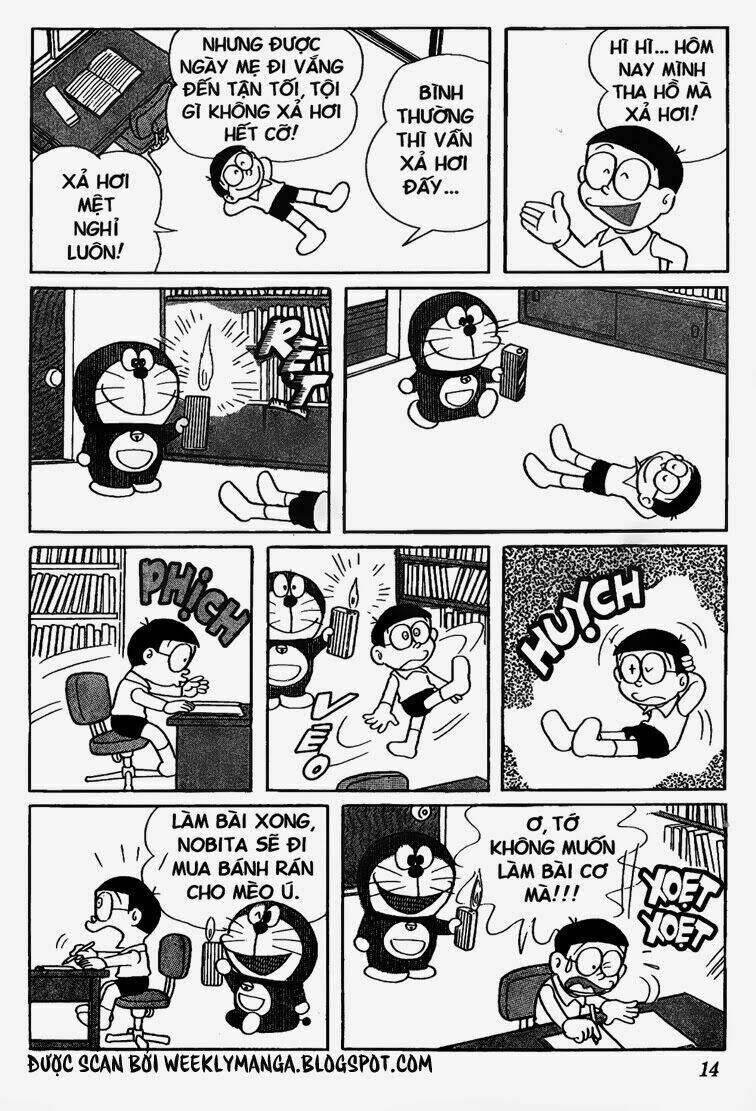 HÌ HÌ... HÔM
NAY MÌNH
THA HỒ MÀ
XẢ HƠI!
BÌNH
THƯỜNG
THÌ VẪN
XẢ HƠI
ĐẤY...
NHƯNG ĐƯỢC
NGÀY MẸ ĐI VẮNG
ĐẾN TẬN TỐI, TỘI
GÌ KHÔNG XẢ HƠI
HẾT CỠ!
XẢ HƠI
MỆT
NGHỈ
LUÔN!
RẸT
HUỴCH
VÈO
PHỊCH
Ơ, TỚ
KHÔNG MUỐN
LÀM BÀI CƠ
MÀ!!!
XOẸT
XOẸT
LÀM BÀI XONG,
NOBITA SẼ ĐI
MUA BÁNH RÁN
CHO MÈO Ú.
ĐƯỢC SCAN BỞI WEEKLYMANGA.BLOGSPOT.COM
14